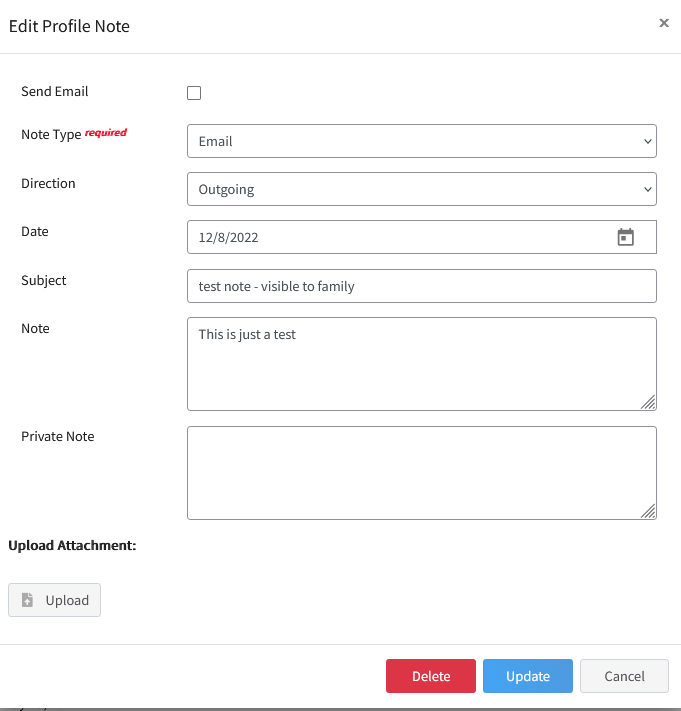 Edit Profile Note ×
Send Email
Note Type required
Email
Direction
Outgoing
Date
12/8/2022
Subject
test note - visible to family
Note
This is just a test
Private Note
Upload Attachment:
Upload
Delete Update Cancel